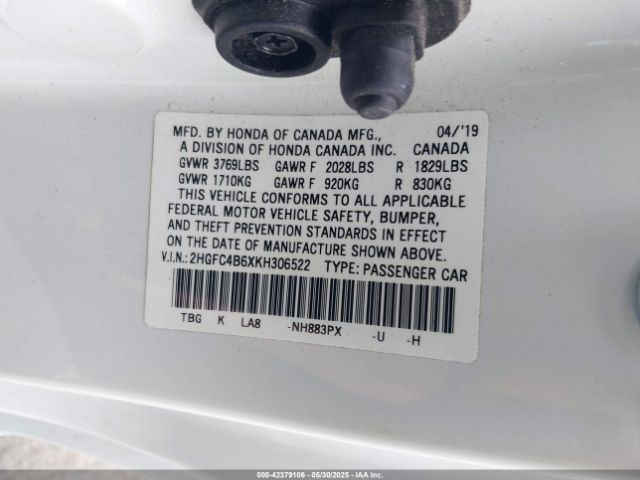 MFD. BY HONDA OF CANADA MFG., 04/'19
A DIVISION OF HONDA CANADA INC. CANADA
GVWR 3769LBS GAWR F 2028LBS R 1829LBS
GVWR 1710KG GAWR F 920KG R 830KG
THIS VEHICLE CONFORMS TO ALL APPLICABLE
FEDERAL MOTOR VEHICLE SAFETY, BUMPER,
AND THEFT PREVENTION STANDARDS IN EFFECT
ON THE DATE OF MANUFACTURE SHOWN ABOVE.
V.I.N.: 2HGFC4B6XKH306522 TYPE: PASSENGER CAR
TBG K LA8 -NH883PX -U -H
000-42379106 - 05/30/2025 - IAA Inc.